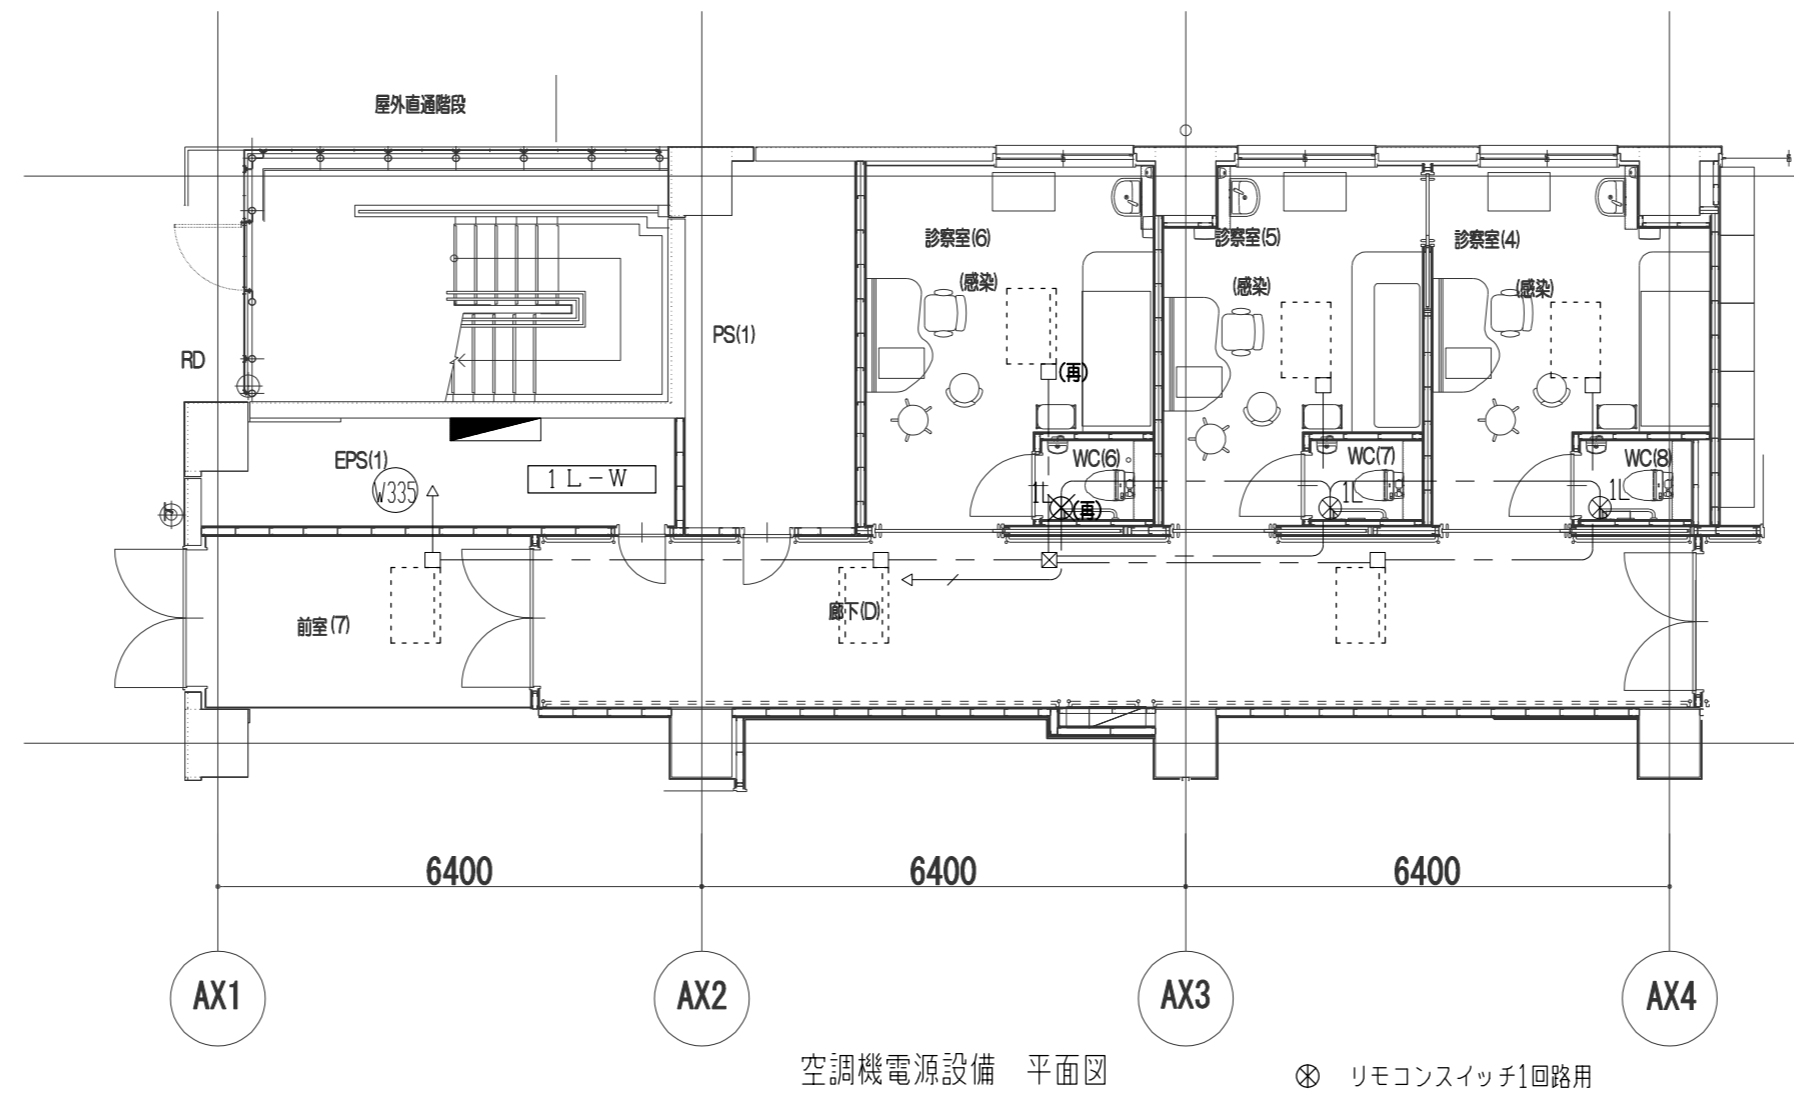 屋外直通階段
診察室(6)
診察室(5)
診察室(4)
(感染)
(感染)
(感染)
PS(1)
RD
(再)
EPS(1)
WC(6)
WC(7)
WC(8)
W335
1L-W
1L
(再)
1L
1L
前室(7)
廊下(D)
6400
6400
6400
AX1
AX2
AX3
AX4
空調機電源設備 平面図
リモコンスイッチ1回路用